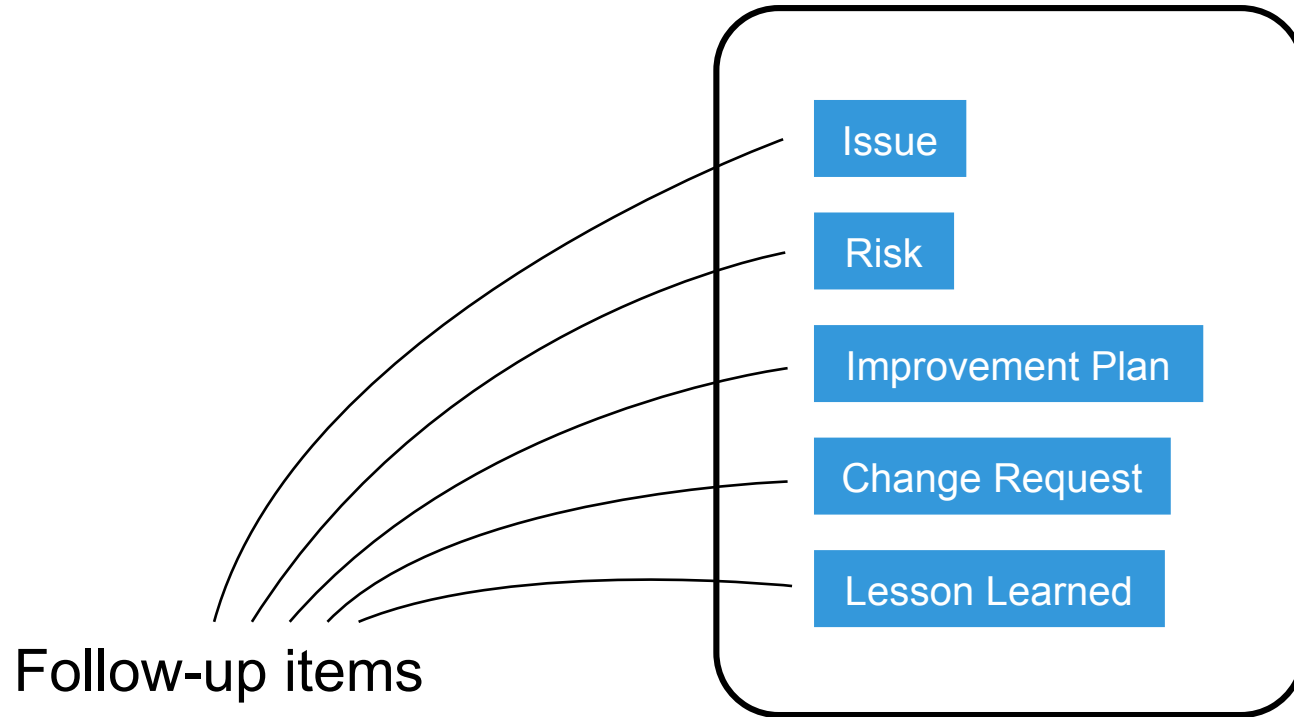 Issue
Risk
Improvement Plan
Change Request
Lesson Learned
Follow-up items